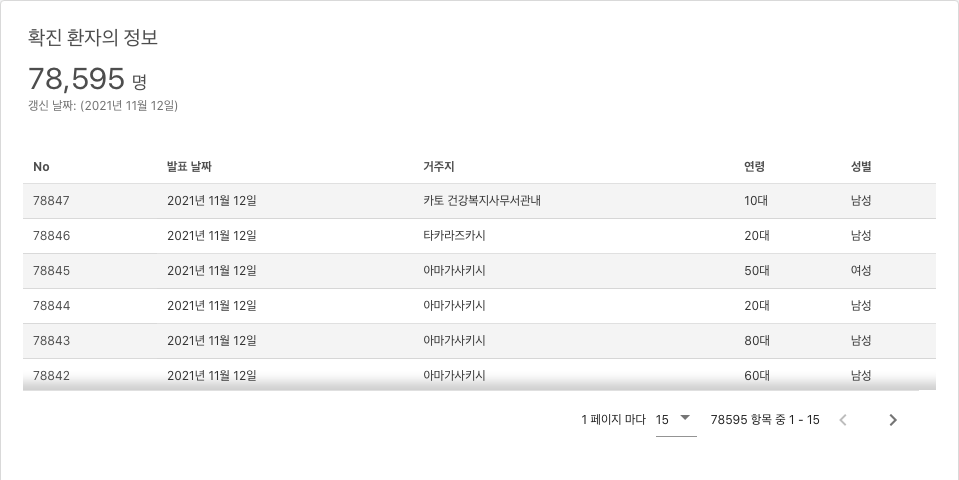 확진 환자의 정보
78,595 명
갱신 날짜: (2021년 11월 12일)
No 발표 날짜 거주지 연령 성별
78847 2021년 11월 12일 카토 건강복지사무서관내 10대 남성
78846 2021년 11월 12일 타카라즈카시 20대 남성
78845 2021년 11월 12일 아마가사키시 50대 여성
78844 2021년 11월 12일 아마가사키시 20대 남성
78843 2021년 11월 12일 아마가사키시 80대 남성
78842 2021년 11월 12일 아마가사키시 60대 남성
1 페이지 마다 15 78595 항목 중 1 - 15